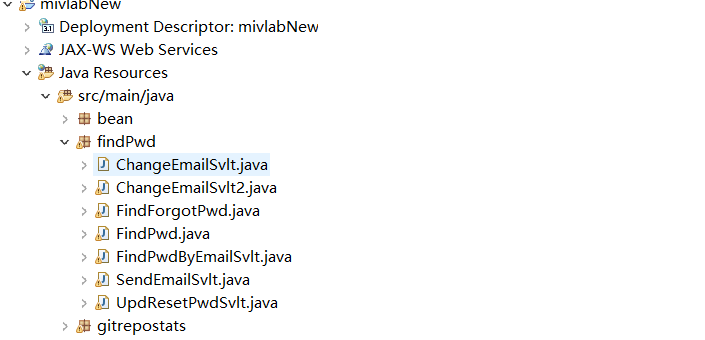 mivlabNew
Deployment Descriptor: mivlabNew
JAX-WS Web Services
Java Resources
src/main/java
bean
findPwd
ChangeEmailSvlt.java
ChangeEmailSvlt2.java
FindForgotPwd.java
FindPwd.java
FindPwdByEmailSvlt.java
SendEmailSvlt.java
UpdResetPwdSvlt.java
gitrepostats